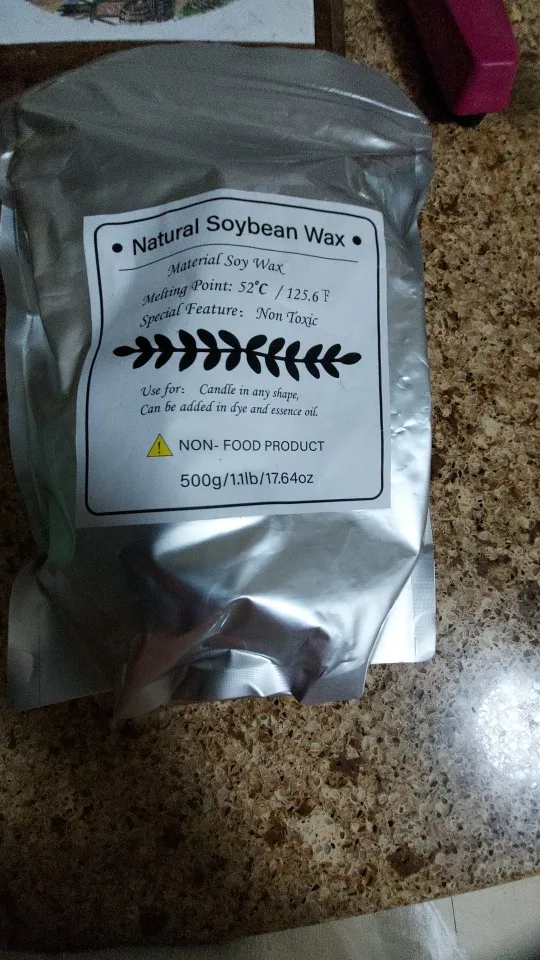 • Natural Soybean Wax •
Material Soy Wax
Melting Point: 52℃ / 125.6℉
Special Feature: Non Toxic
Use for: Candle in any shape,
Can be added in dye and essence oil.
NON- FOOD PRODUCT
500g/1.1lb/17.64oz